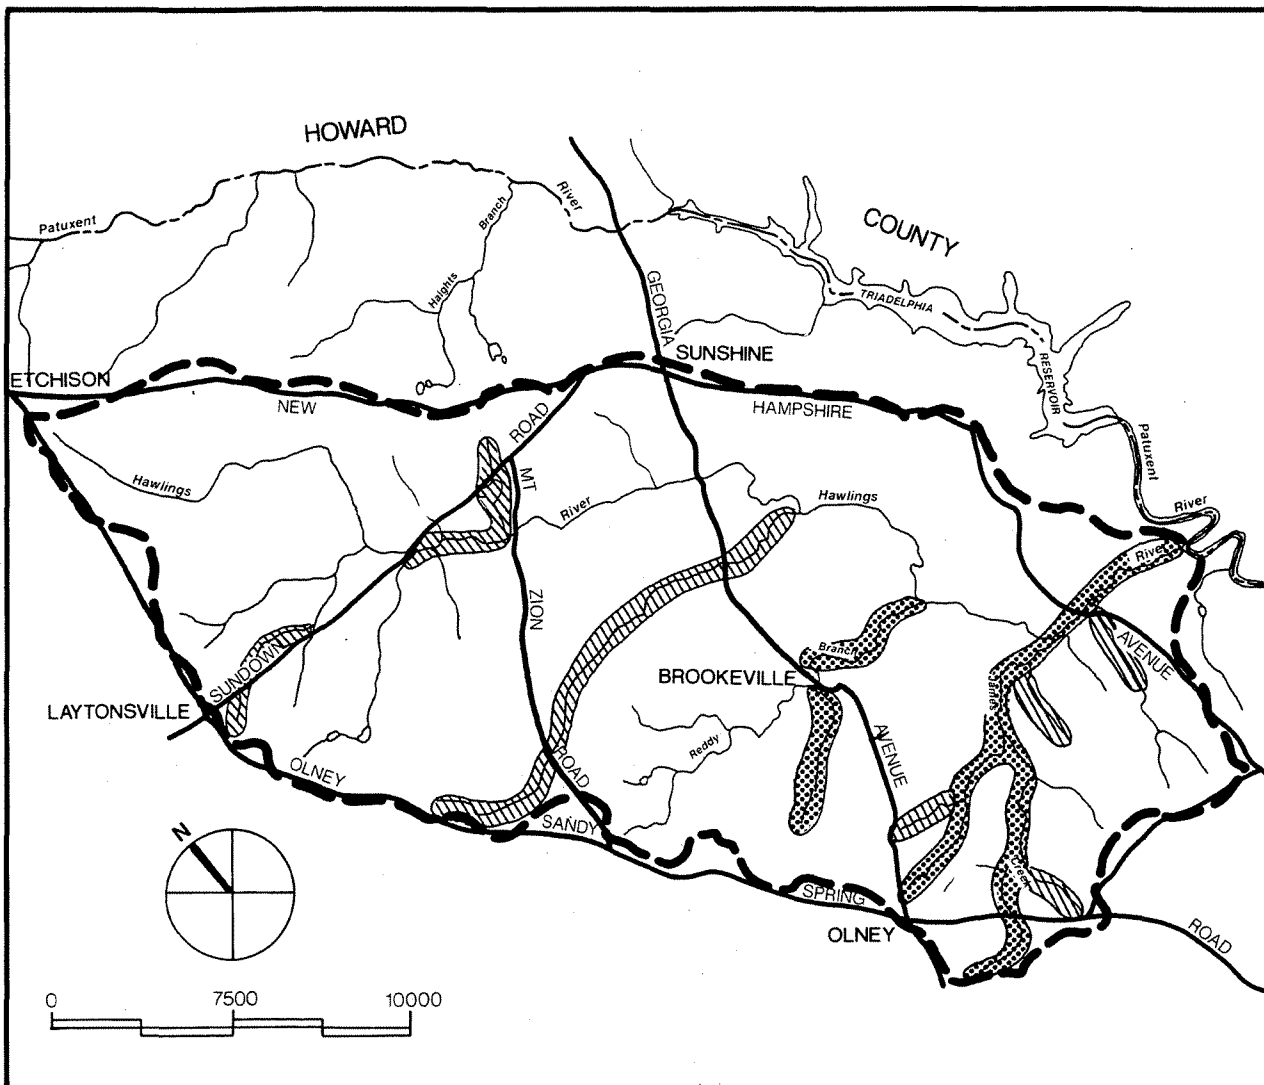 HOWARD
COUNTY
Patuxent
River
Branch
Haights
GEORGIA
TRIADELPHIA
RESERVOIR
Patuxent
River
ETCHISON
SUNSHINE
NEW
HAMPSHIRE
ROAD
MT
Hawlings
River
Hawlings
River
ZION
SUNDOWN
Branch
AVENUE
BROOKEVILLE
James
LAYTONSVILLE
Reddy
AVENUE
OLNEY
ROAD
SANDY
N
Creek
SPRING
OLNEY
ROAD
0 7500 10000